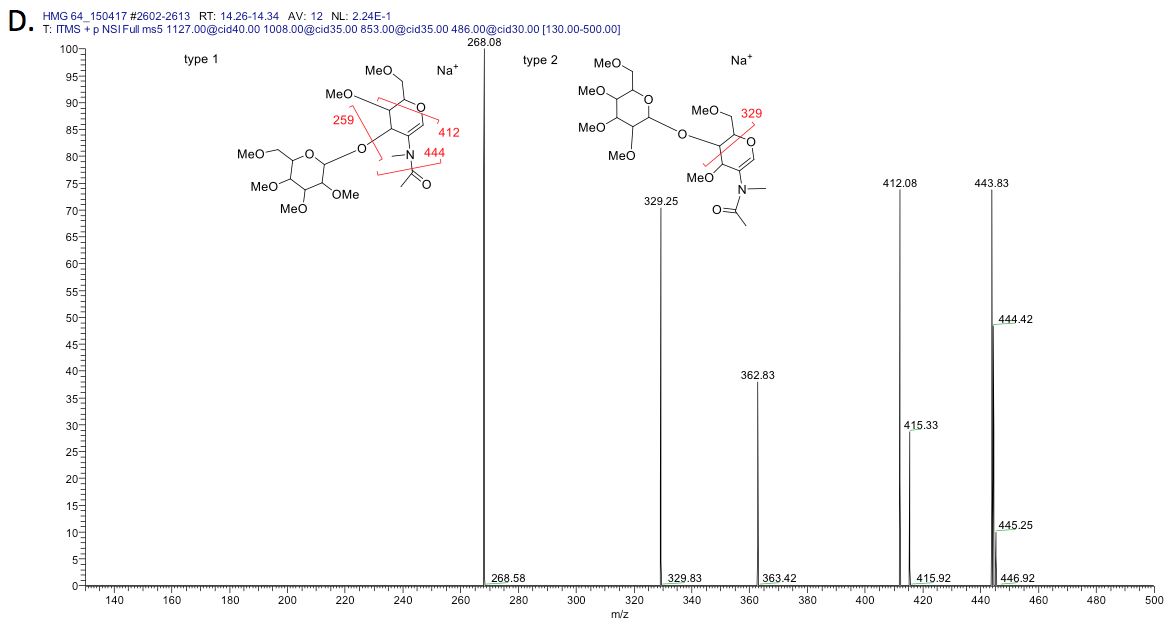 D.
HMG 64_150417 #2602-2613 RT: 14.26-14.34 AV: 12 NL: 2.24E-1
T: ITMS + p NSI Full ms5 1127.00@cid40.00 1008.00@cid35.00 853.00@cid35.00 486.00@cid30.00 [130.00-500.00]
268.08
type 1
type 2
Na+
Na+
MeO
MeO
O
259
412
444
N
O
O
O
MeO
MeO
MeO
OMe
MeO
MeO
MeO
MeO
O
O
MeO
329
O
MeO
N
O
329.25
412.08
443.83
444.42
362.83
415.33
445.25
268.58
329.83
363.42
415.92
446.92
100
95
90
85
80
75
70
65
60
55
50
45
40
35
30
25
20
15
10
5
0
140 160 180 200 220 240 260 280 300 320 340 360 380 400 420 440 460 480 500
m/z